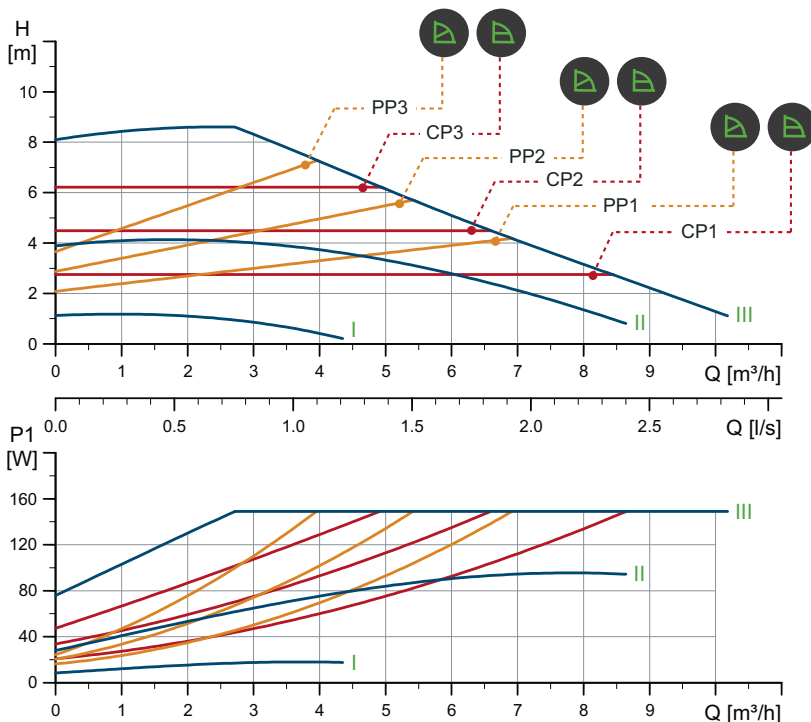 H
[m]
10
8
6
4
2
0
PP3
CP3
PP2
CP2
PP1
CP1
I
II
III
0 1 2 3 4 5 6 7 8 9 Q [m³/h]
0.0 0.5 1.0 1.5 2.0 2.5 Q [l/s]
P1
[W]
160
120
80
40
0
III
II
I
0 1 2 3 4 5 6 7 8 9 Q [m³/h]